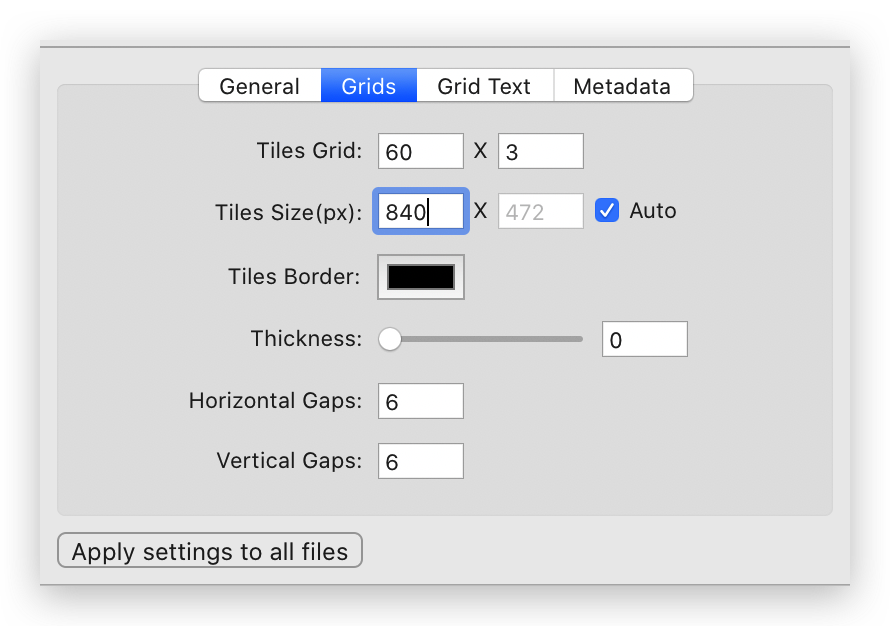 General Grids Grid Text Metadata
Tiles Grid: 60 X 3
Tiles Size(px): 840 X 472 Auto
Tiles Border:
Thickness: 0
Horizontal Gaps: 6
Vertical Gaps: 6
Apply settings to all files